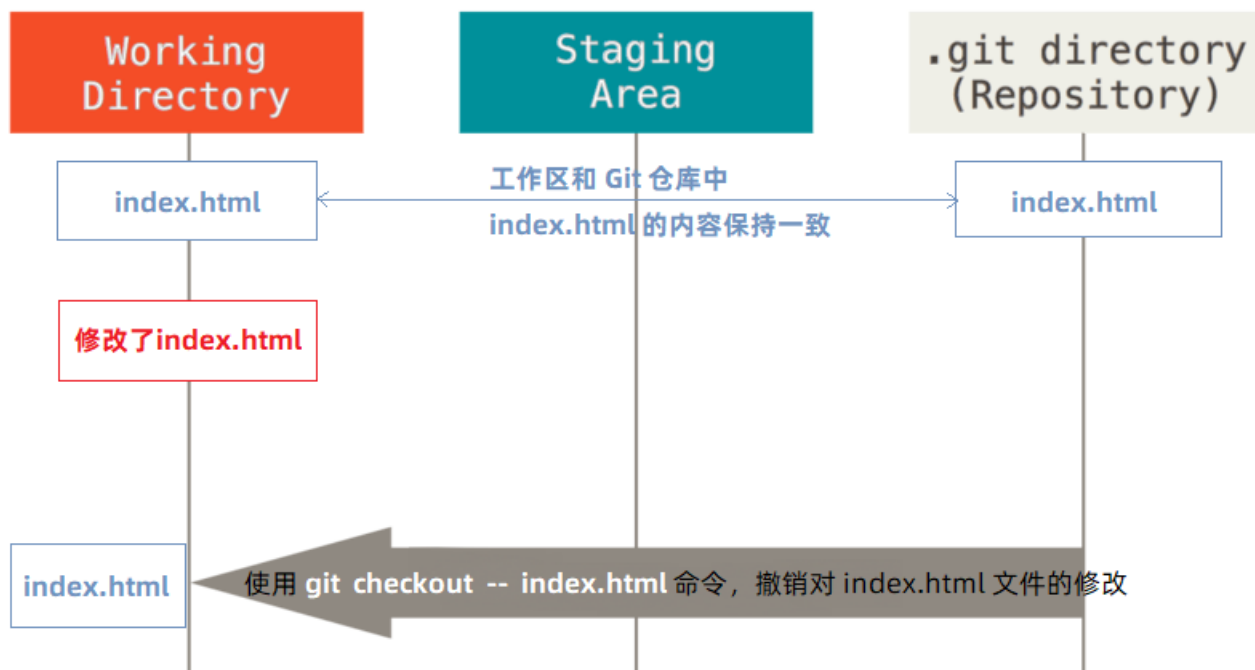 Working
Directory
Staging
Area
.git directory
(Repository)
index.html
工作区和 Git 仓库中
index.html 的内容保持一致
index.html
修改了index.html
index.html
使用 git checkout -- index.html 命令，撤销对 index.html 文件的修改